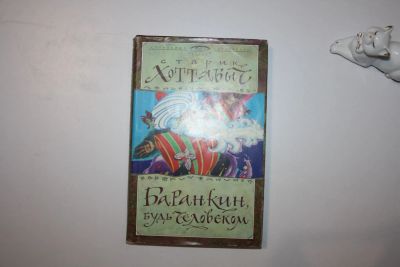 Старик
Хоттабыч
Баранкин,
будь человеком